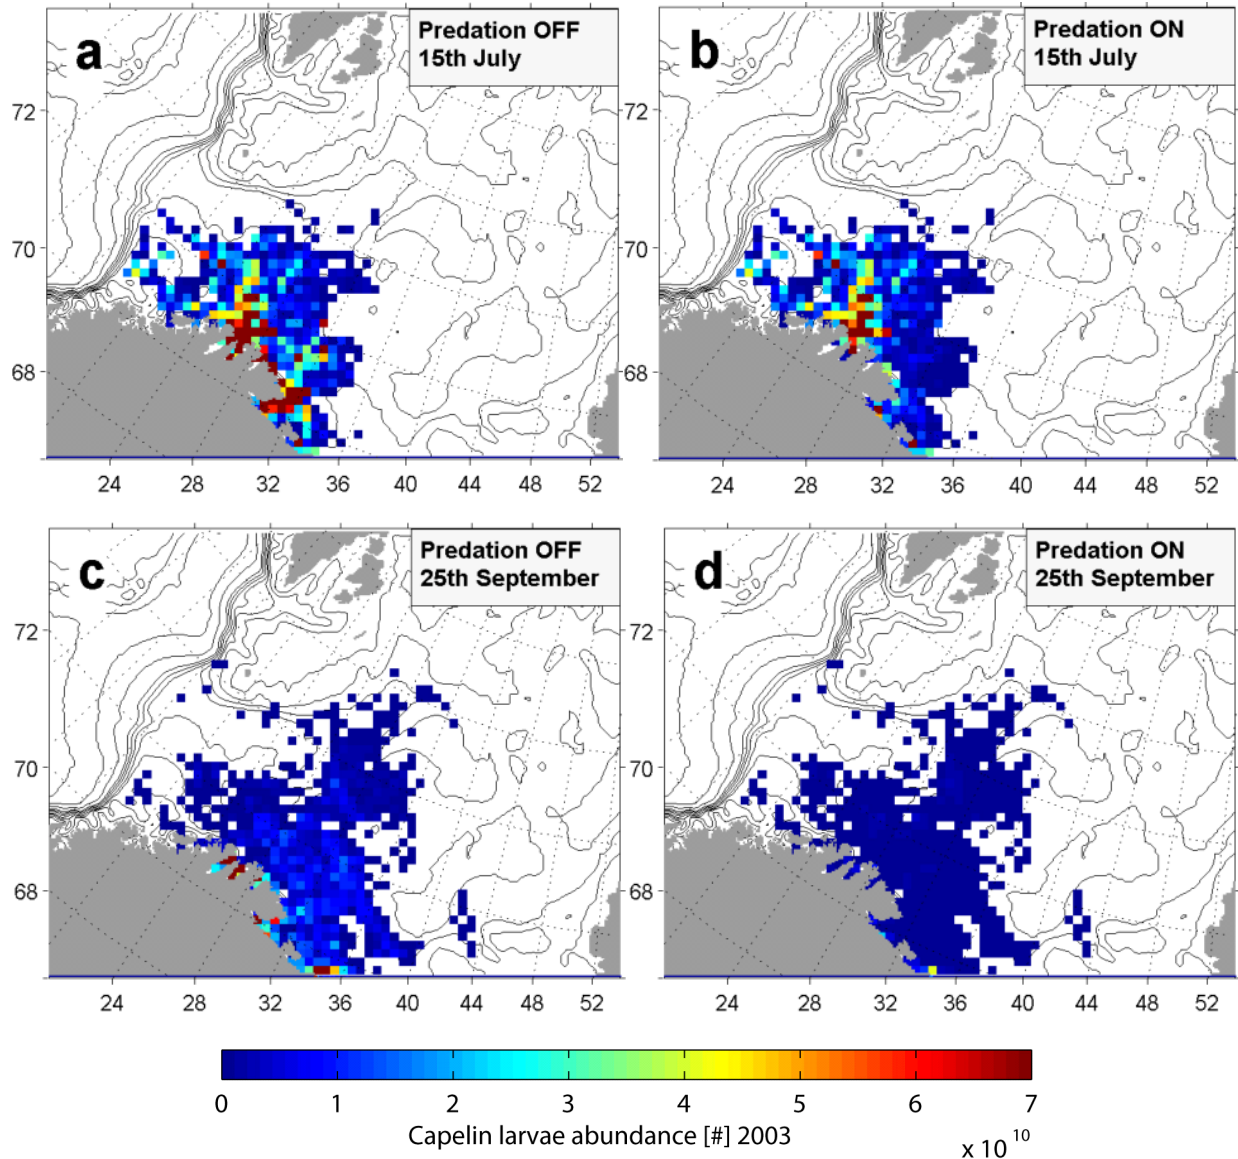 a
Predation OFF
15th July
b
Predation ON
15th July
72
70
68
72
70
68
24 28 32 36 40 44 48 52
24 28 32 36 40 44 48 52
c
Predation OFF
25th September
d
Predation ON
25th September
72
70
68
72
70
68
24 28 32 36 40 44 48 52
24 28 32 36 40 44 48 52
0 1 2 3 4 5 6 7
Capelin larvae abundance [#] 2003
x 10 10